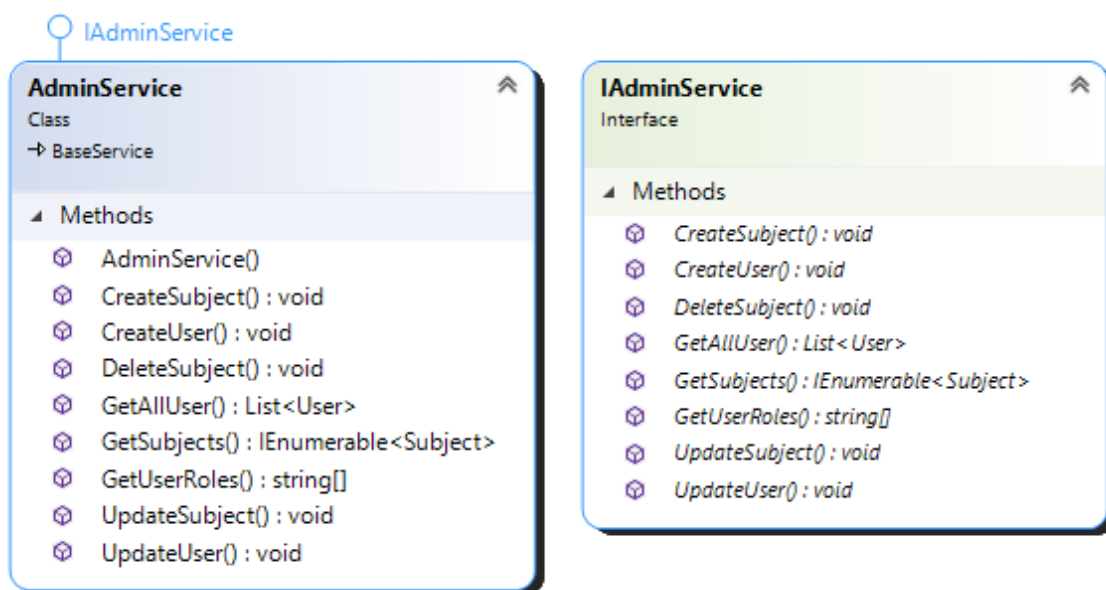 IAdminService
AdminService
Class
BaseService
Methods
AdminService()
CreateSubject() : void
CreateUser() : void
DeleteSubject() : void
GetAllUser() : List<User>
GetSubjects() : IEnumerable<Subject>
GetUserRoles() : string[]
UpdateSubject() : void
UpdateUser() : void
IAdminService
Interface
Methods
CreateSubject() : void
CreateUser() : void
DeleteSubject() : void
GetAllUser() : List<User>
GetSubjects() : IEnumerable<Subject>
GetUserRoles() : string[]
UpdateSubject() : void
UpdateUser() : void